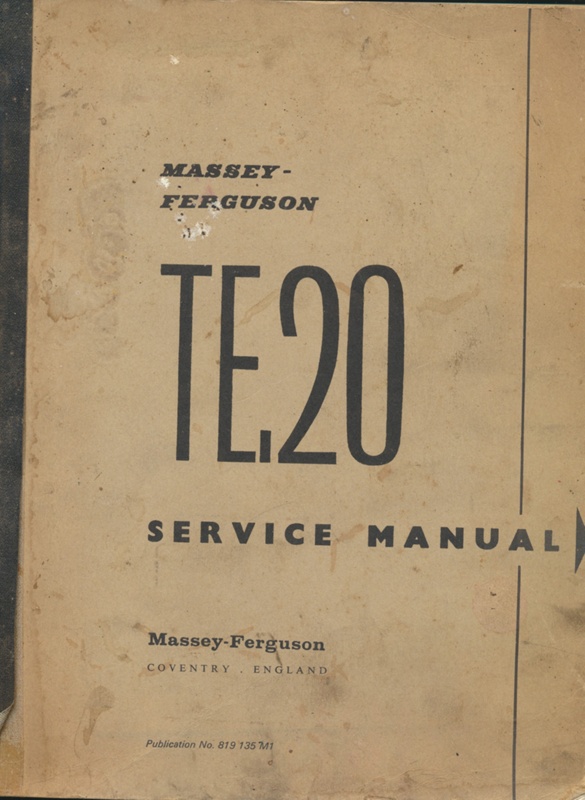 MASSEY-
FERGUSON
TE.20
SERVICE MANUAL
Massey-Ferguson
COVENTRY . ENGLAND
Publication No. 819 135 M1